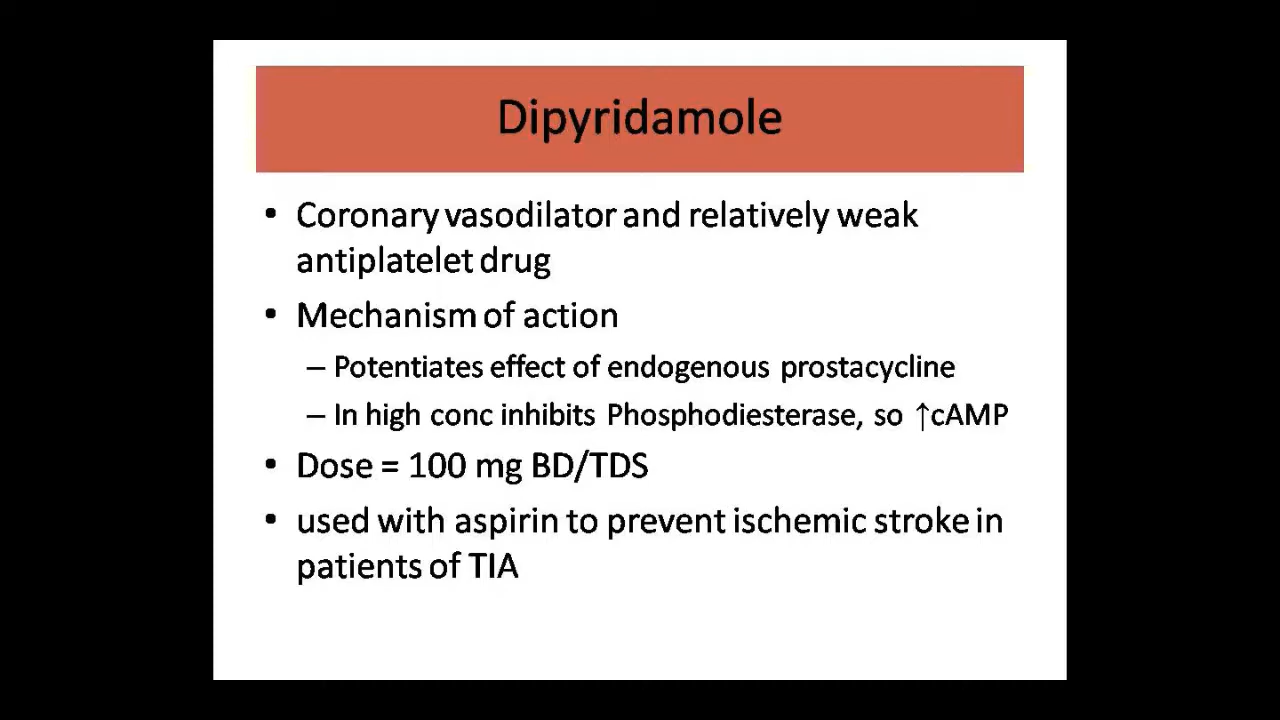 Dipyridamole
• Coronary vasodilator and relatively weak
antiplatelet drug
• Mechanism of action
– Potentiates effect of endogenous prostacycline
– In high conc inhibits Phosphodiesterase, so ↑cAMP
• Dose = 100 mg BD/TDS
• used with aspirin to prevent ischemic stroke in
patients of TIA